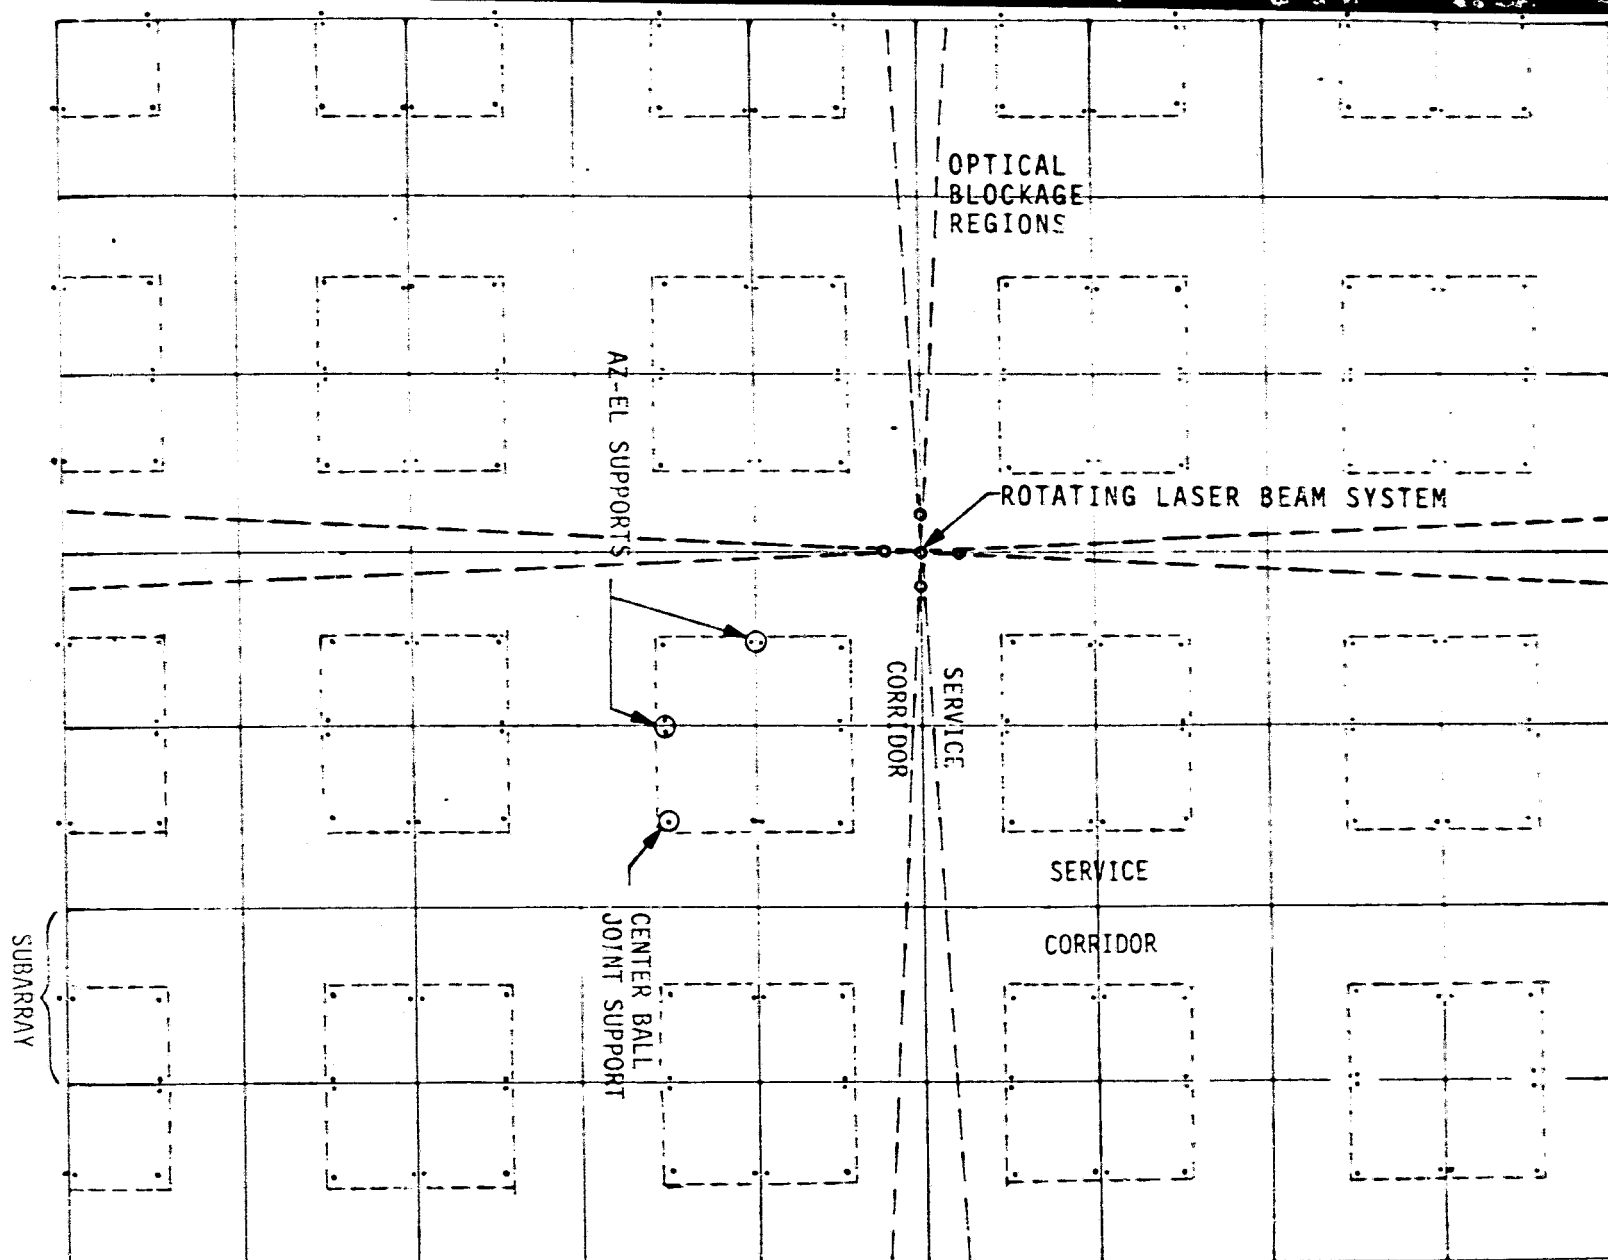 OPTICAL
BLOCKAGE
REGIONS
AZ-EL SUPPORTS
ROTATING LASER BEAM SYSTEM
SERVICE
CORRIDOR
SERVICE
CORRIDOR
CENTER BALL
JOINT SUPPORT
SUBARRAY